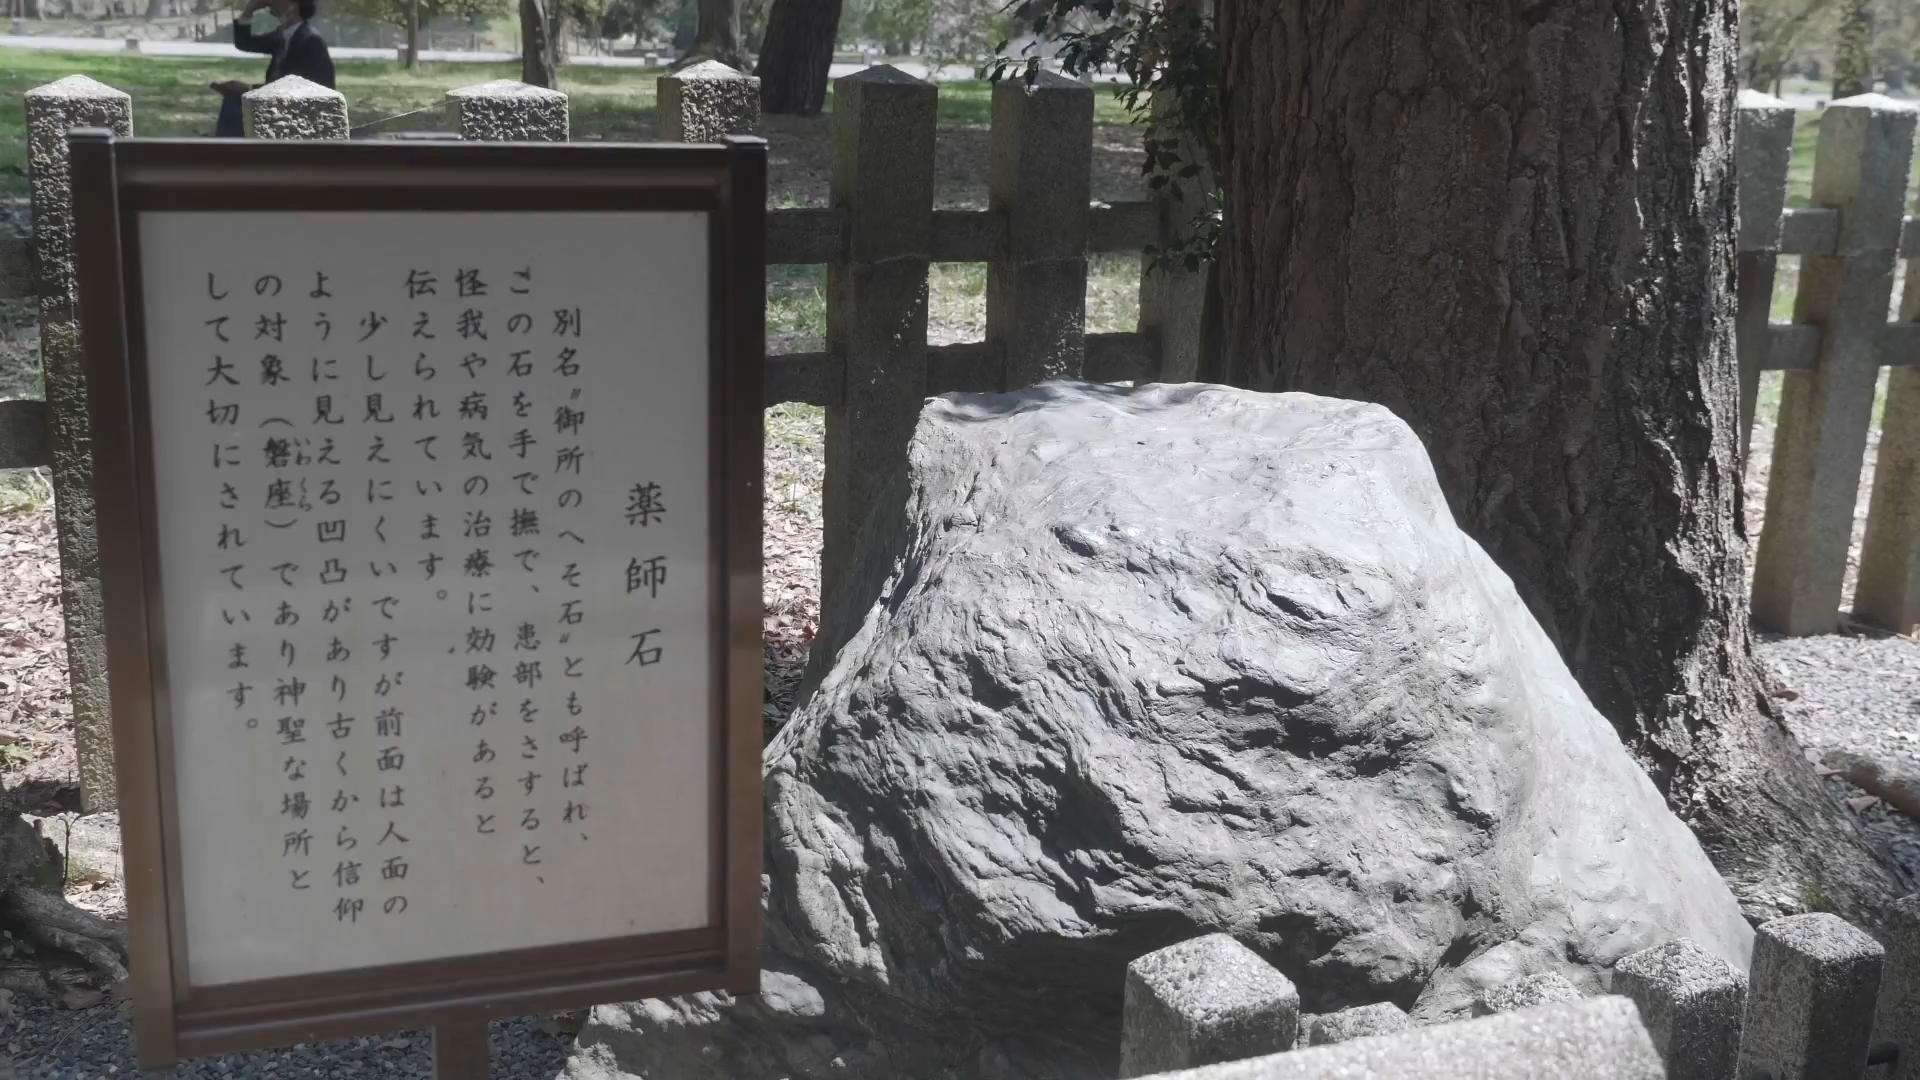 薬師石
別名〝御所のへそ石〟とも呼ばれ、
この石を手で撫で、患部をさすると、
怪我や病気の治療に効験があると
伝えられています。
少し見えにくいですが前面は人面の
ように見える凹凸があり古くから信仰
の対象（磐座）であり神聖な場所と
いわくら
して大切にされています。